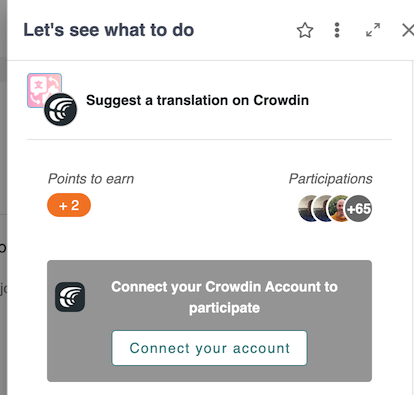 Let's see what to do
Suggest a translation on Crowdin
Points to earn
Participations
+ 2
+65
Connect your Crowdin Account to
participate
Connect your account